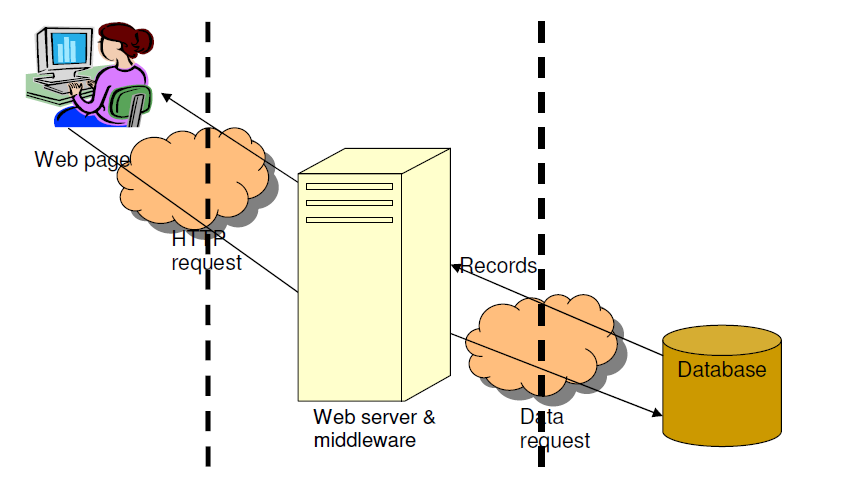 Web page
HTTP
request
Records
Database
Web server &
middleware
Data
request